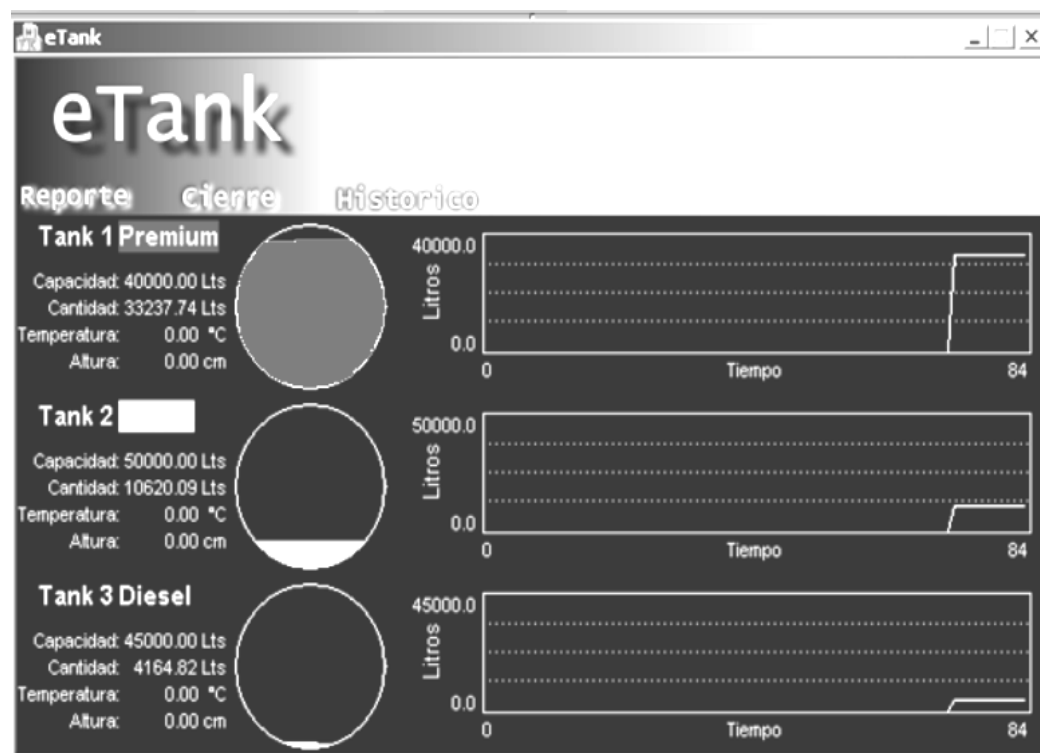 eTank
eTank
Reporte Cierre Historico
Tank 1 Premium
Capacidad: 40000.00 Lts
Cantidad: 33237.74 Lts
Temperatura: 0.00 °C
Altura: 0.00 cm
40000.0
Litros
0.0
0 Tiempo 84
Tank 2
Capacidad: 50000.00 Lts
Cantidad: 10620.09 Lts
Temperatura: 0.00 °C
Altura: 0.00 cm
50000.0
Litros
0.0
0 Tiempo 84
Tank 3 Diesel
Capacidad: 45000.00 Lts
Cantidad: 4164.82 Lts
Temperatura: 0.00 °C
Altura: 0.00 cm
45000.0
Litros
0.0
0 Tiempo 84